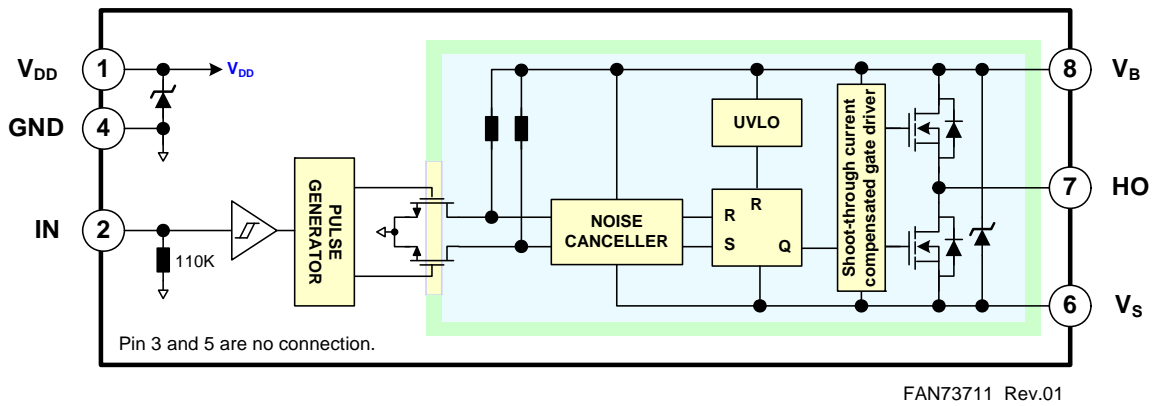 VDD
1
VDD
8
VB
GND
4
UVLO
Shoot-through current
compensated gate driver
PULSE
GENERATOR
7
HO
IN
2
110K
NOISE
CANCELLER
R
R
S
Q
6
VS
Pin 3 and 5 are no connection.
FAN73711 Rev.01